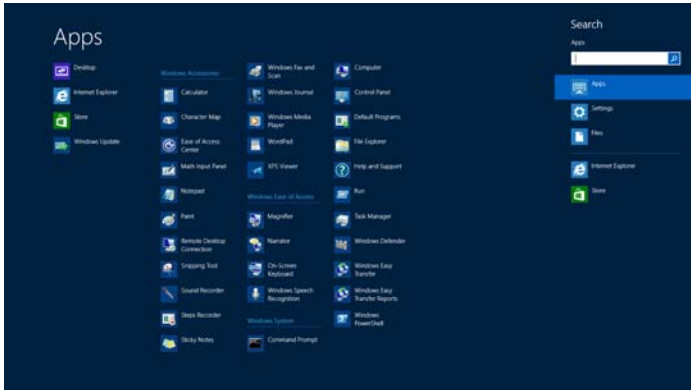 Apps
Desktop
Internet Explorer
Store
Windows Update
Windows Accessories
Calculator
Character Map
Ease of Access
Center
Math Input Panel
Notepad
Paint
Remote Desktop
Connection
Snipping Tool
Sound Recorder
Steps Recorder
Sticky Notes
Windows Fax and
Scan
Windows Journal
Windows Media
Player
WordPad
XPS Viewer
Windows Ease of Access
Magnifier
Narrator
On-Screen
Keyboard
Windows Speech
Recognition
Windows System
Command Prompt
Computer
Control Panel
Default Programs
File Explorer
Help and Support
Run
Task Manager
Windows Defender
Windows Easy
Transfer
Windows Easy
Transfer Reports
Windows
PowerShell
Search
Apps
Apps
Settings
Files
Internet Explorer
Store